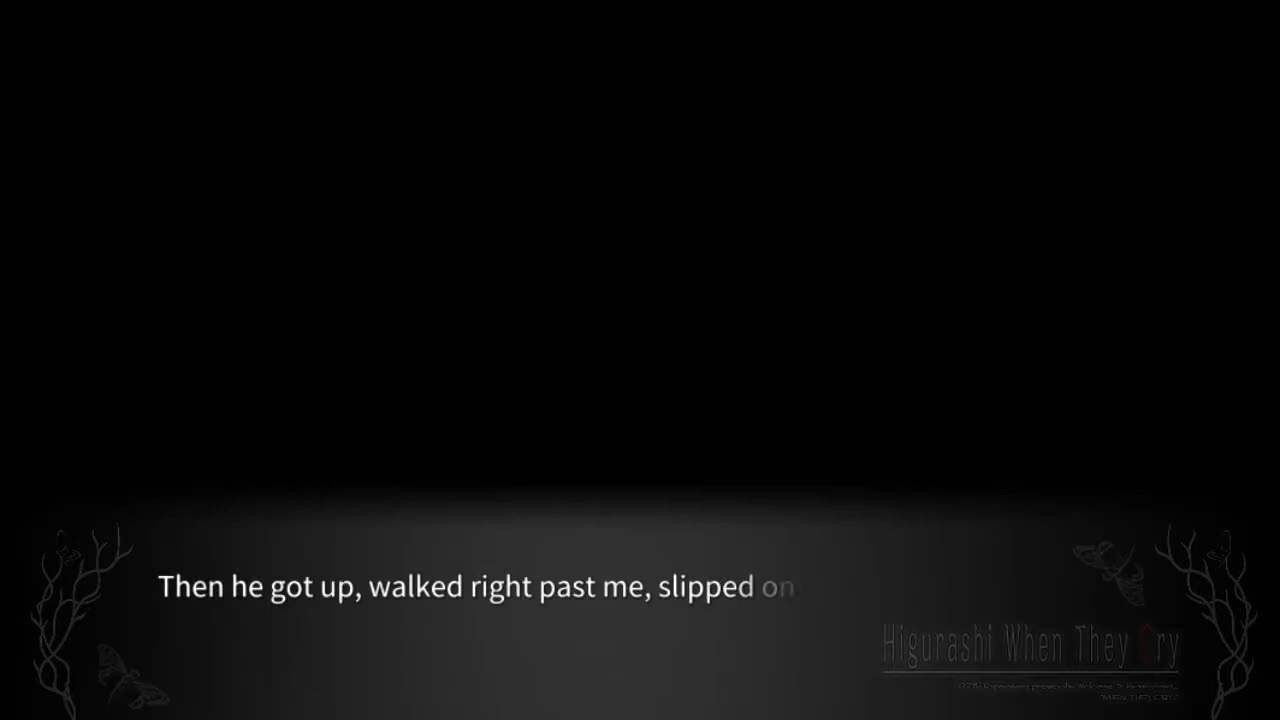 Then he got up, walked right past me, slipped on
Higurashi When They Cry